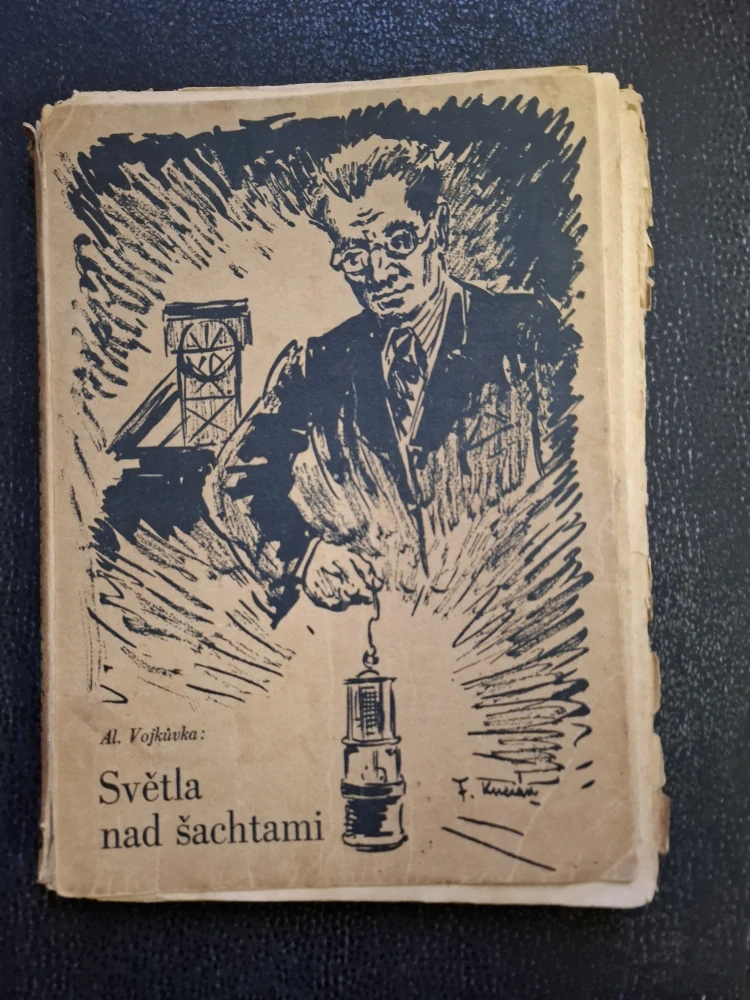 Al. Vojkůvka:
Světla
nad šachtami
F.